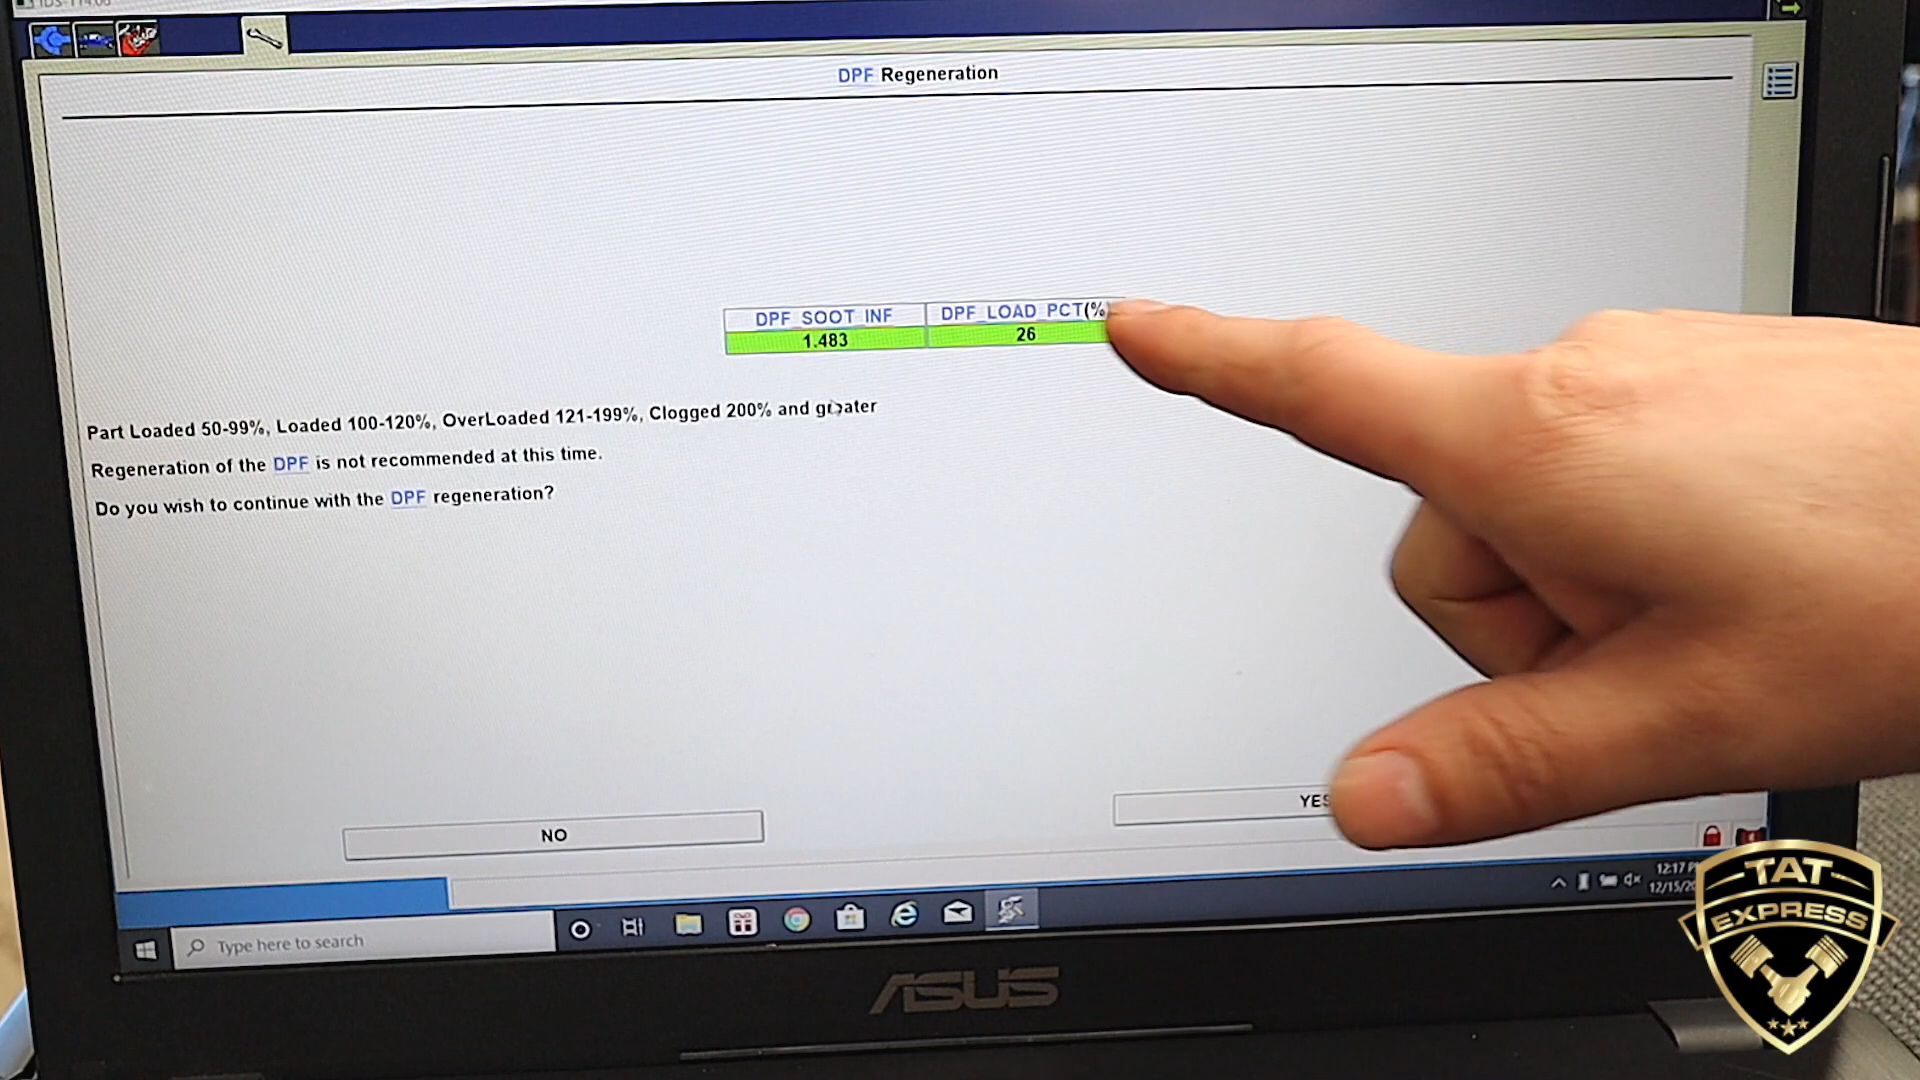 DPF Regeneration
DPF_SOOT_INF DPF_LOAD_PCT(%)
1.483 26
Part Loaded 50-99%, Loaded 100-120%, OverLoaded 121-199%, Clogged 200% and greater
Regeneration of the DPF is not recommended at this time.
Do you wish to continue with the DPF regeneration?
NO YES
12:17
Type here to search
ASUS
TAT
EXPRESS